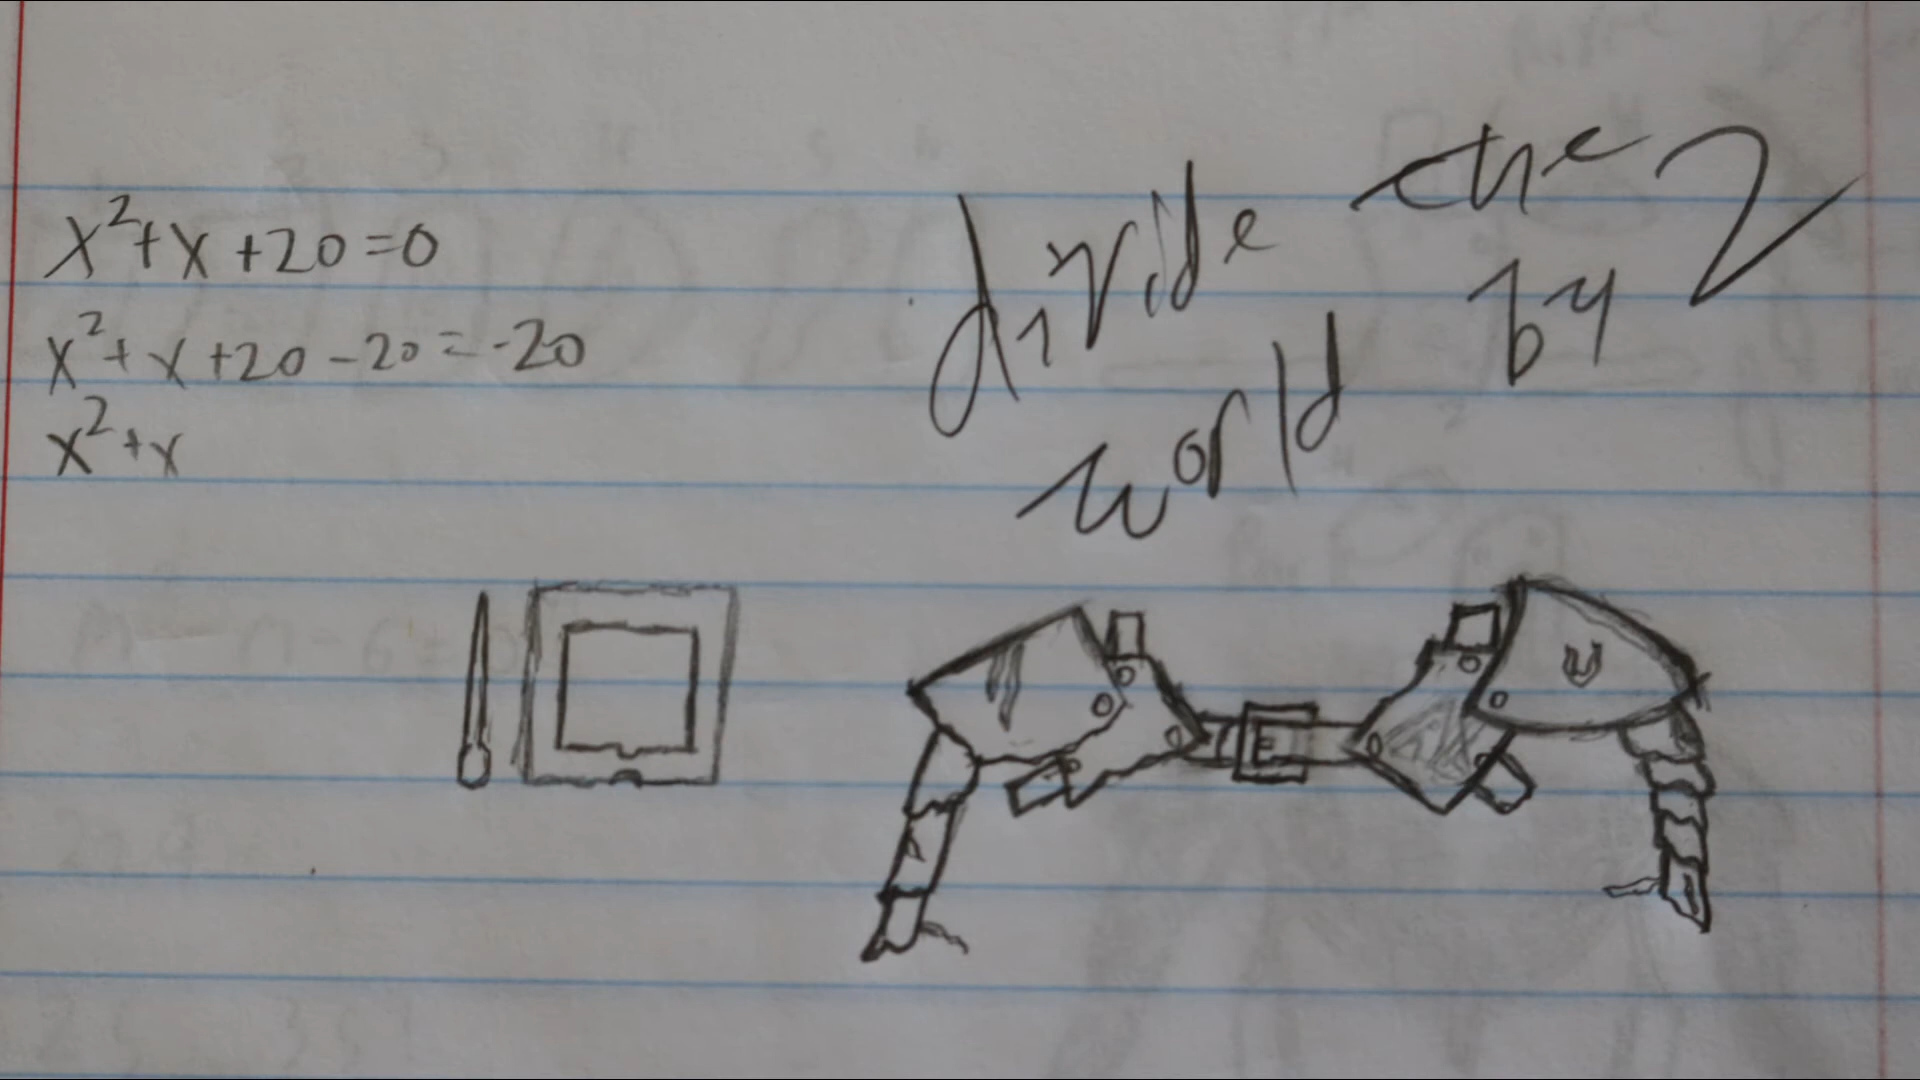 x²+x+20=0
x²+x+20-20=-20
x²+x
divide the
world by 2